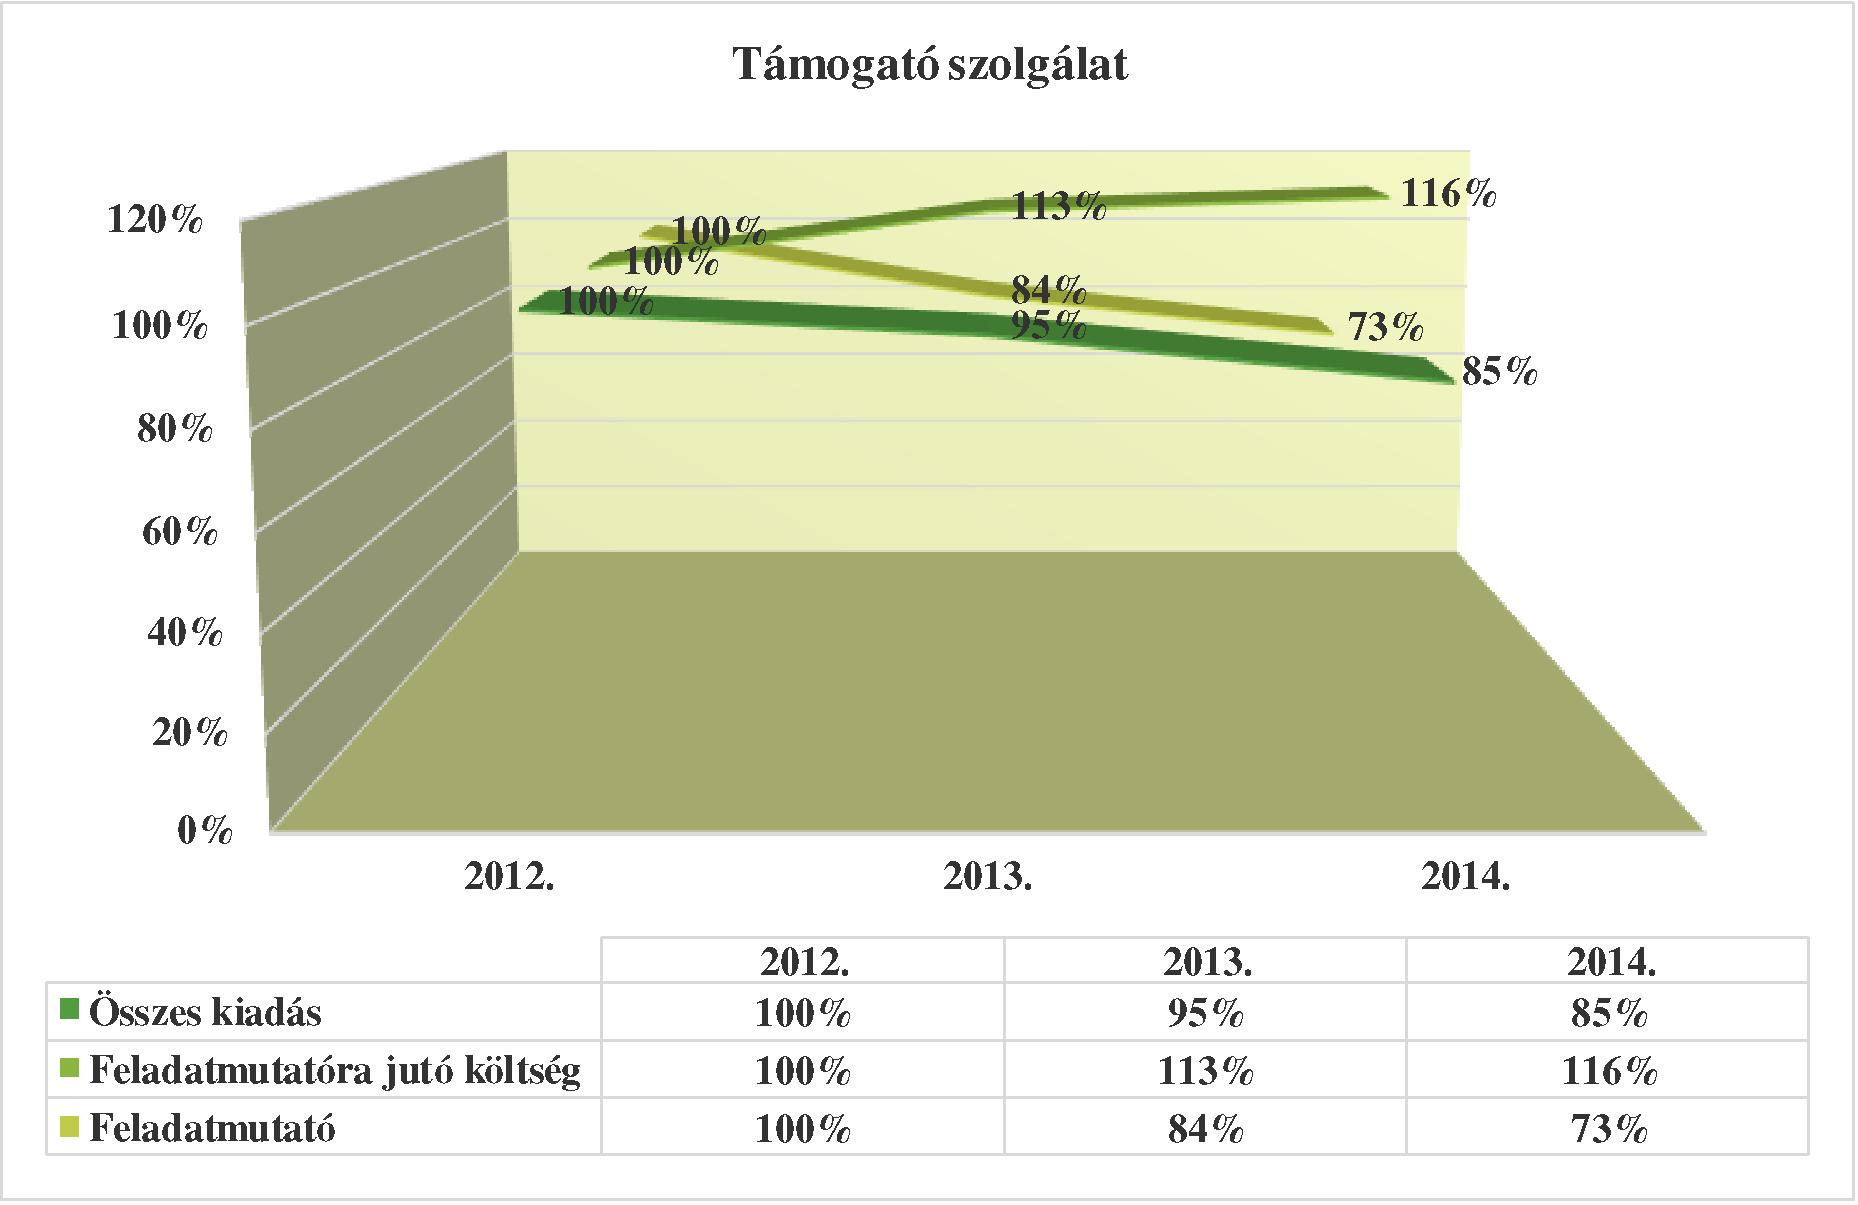 Támogató szolgálat
120%
100%
80%
60%
40%
20%
0%
100%
100%
100%
113%
84%
95%
116%
73%
85%
2012. 2013. 2014.
2012. 2013. 2014.
Összes kiadás 100% 95% 85%
Feladatmutatóra jutó költség 100% 113% 116%
Feladatmutató 100% 84% 73%